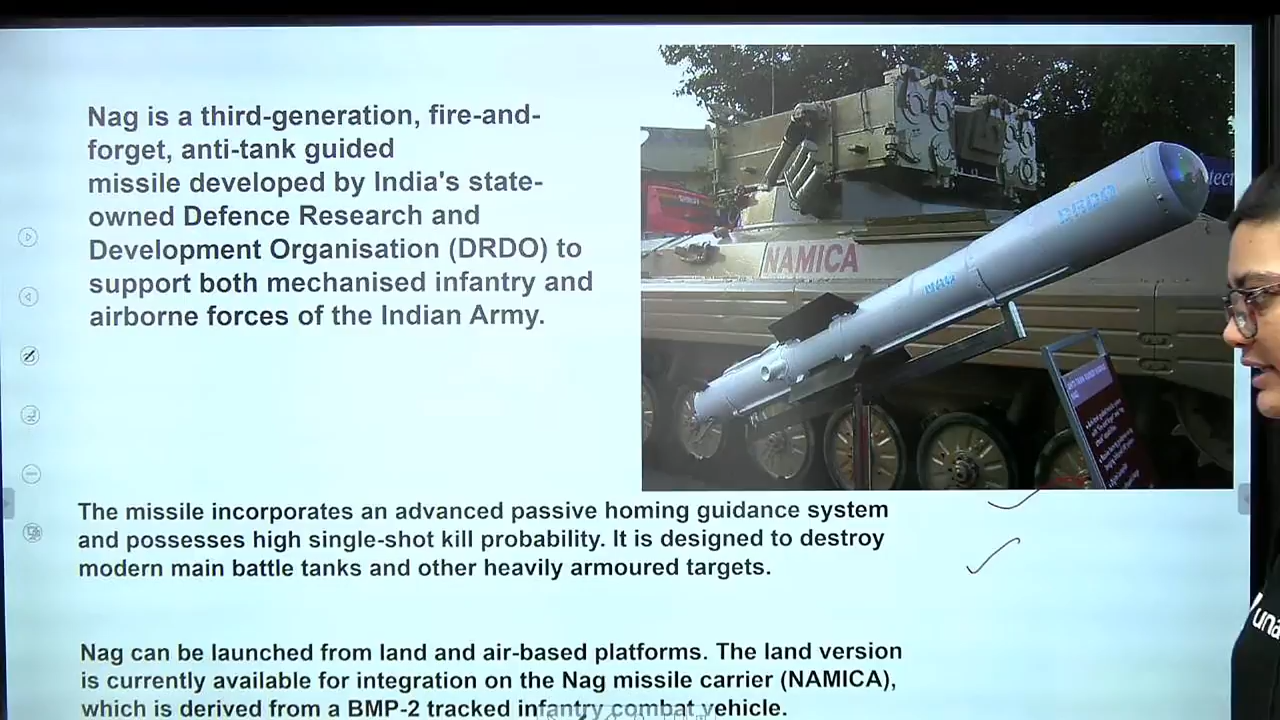 Nag is a third-generation, fire-and-
forget, anti-tank guided
missile developed by India's state-
owned Defence Research and
Development Organisation (DRDO) to
support both mechanised infantry and
airborne forces of the Indian Army.
NAMICA
DRDO
The missile incorporates an advanced passive homing guidance system
and possesses high single-shot kill probability. It is designed to destroy
modern main battle tanks and other heavily armoured targets.
Nag can be launched from land and air-based platforms. The land version
is currently available for integration on the Nag missile carrier (NAMICA),
which is derived from a BMP-2 tracked infantry combat vehicle.